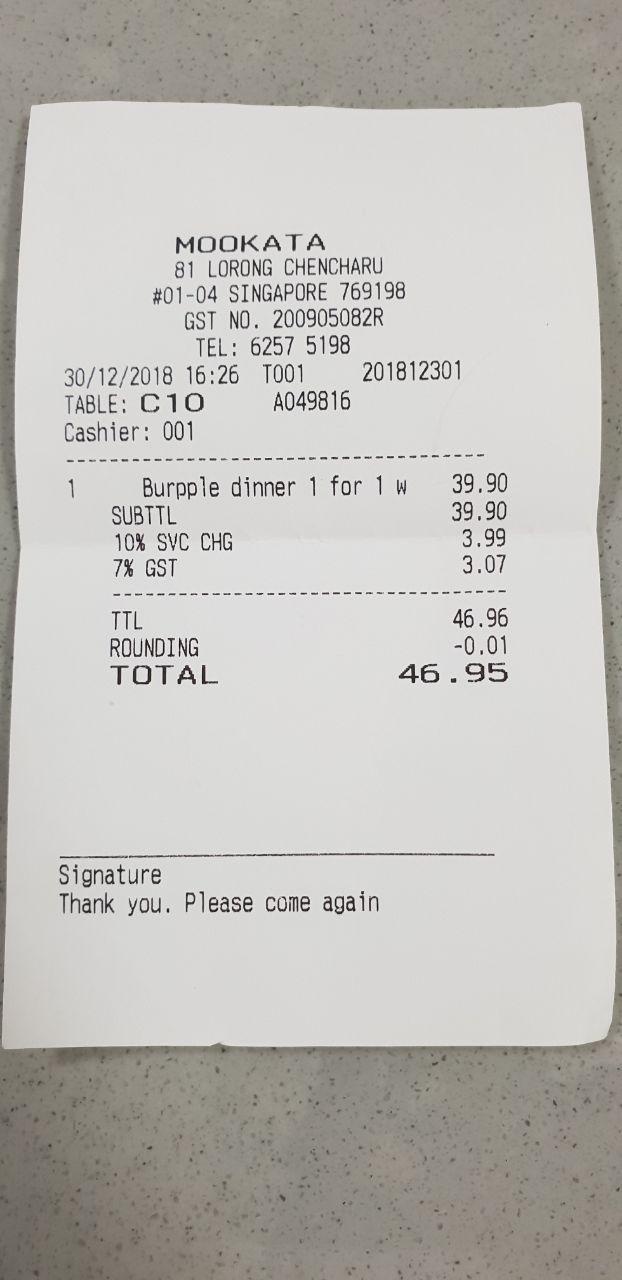 MOOKATA
81 LORONG CHENCHARU
#01-04 SINGAPORE 769198
GST NO. 200905082R
TEL: 6257 5198
30/12/2018 16:26 T001 201812301
TABLE: C10 A049816
Cashier: 001
1 Burpple dinner 1 for 1 w 39.90
SUBTTL 39.90
10% SVC CHG 3.99
7% GST 3.07
TTL 46.96
ROUNDING -0.01
TOTAL 46.95
Signature
Thank you. Please come again